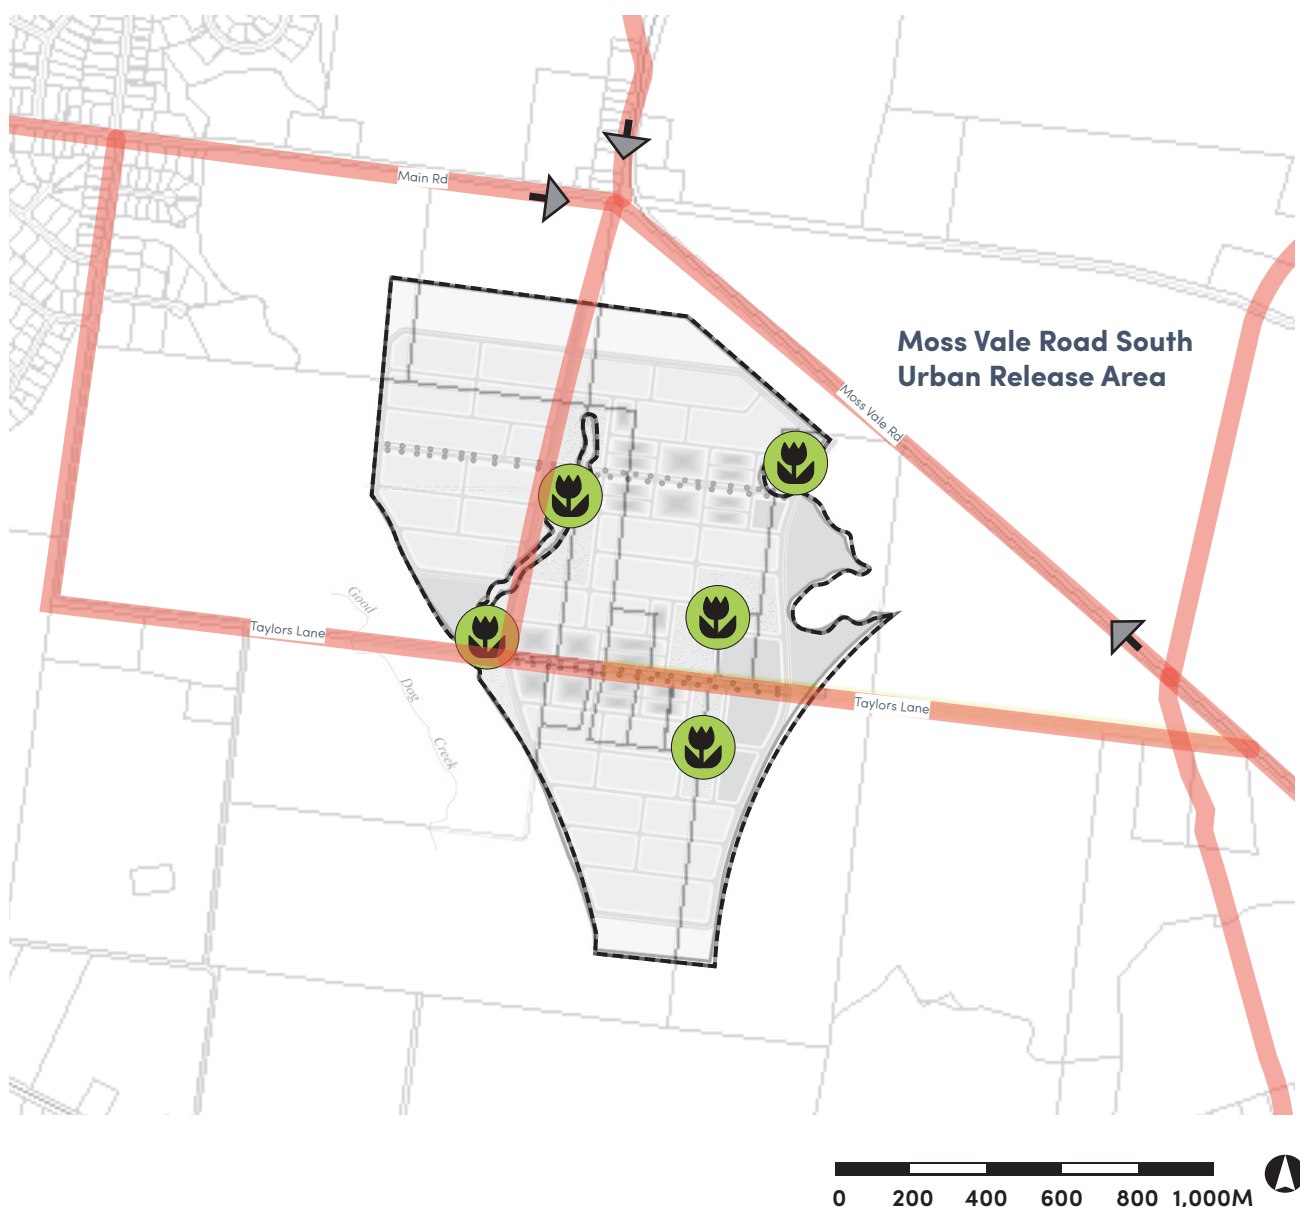 Main Rd
Moss Vale Road South
Urban Release Area
Moss Vale Rd
Good
Dog
Creek
Taylors Lane
Taylors Lane
0 200 400 600 800 1,000M